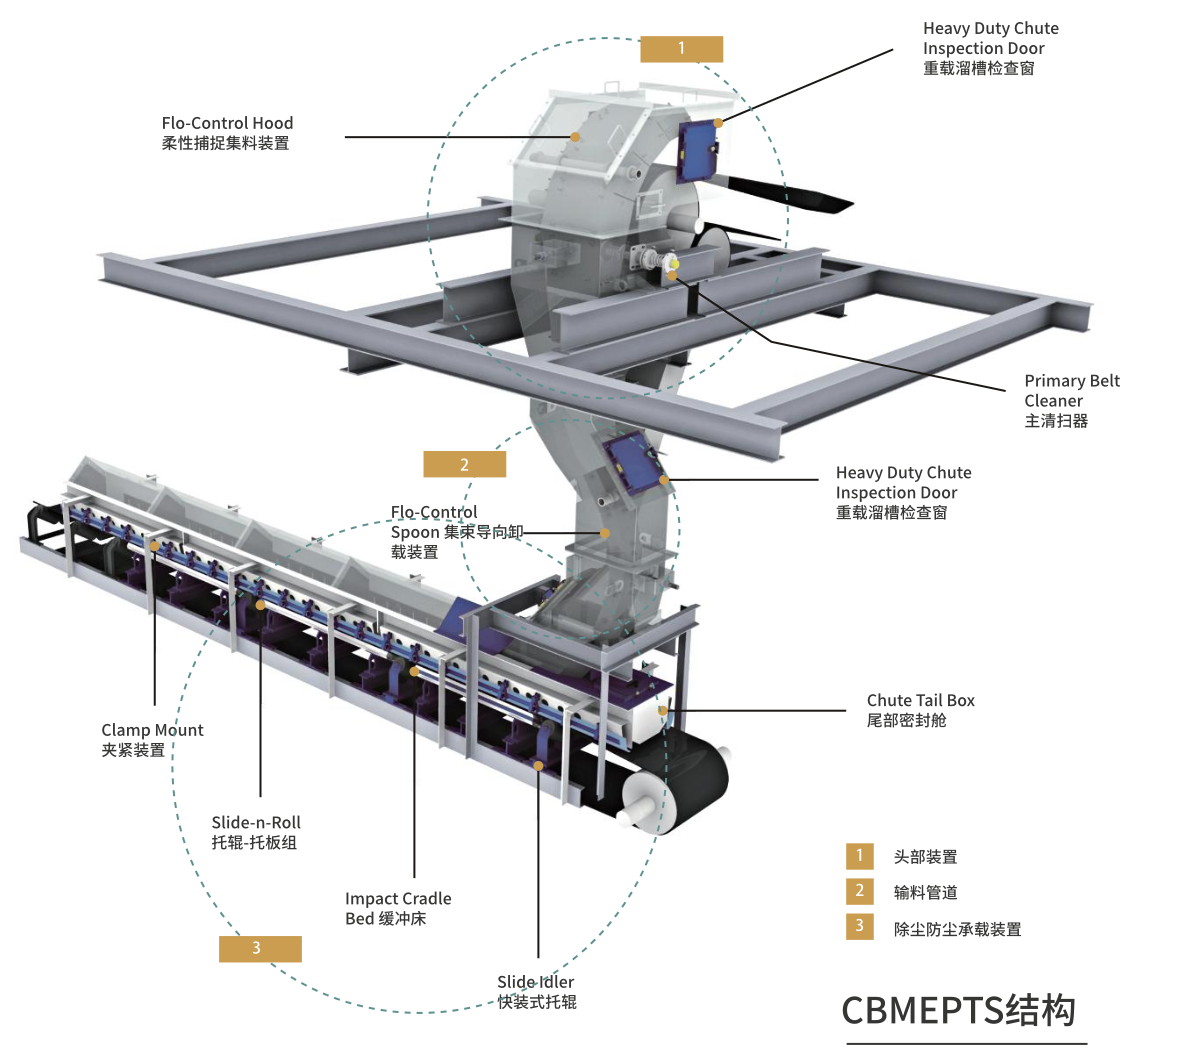 1
Heavy Duty Chute
Inspection Door
重载溜槽检查窗
Flo-Control Hood
柔性捕捉集料装置
Primary Belt
Cleaner
主清扫器
2
Heavy Duty Chute
Inspection Door
重载溜槽检查窗
Flo-Control
Spoon 集束导向卸
载装置
Chute Tail Box
尾部密封舱
Clamp Mount
夹紧装置
Slide-n-Roll
托辊-托板组
Impact Cradle
Bed 缓冲床
3
Slide Idler
快装式托辊
1 头部装置
2 输料管道
3 除尘防尘承载装置
CBMEPTS结构